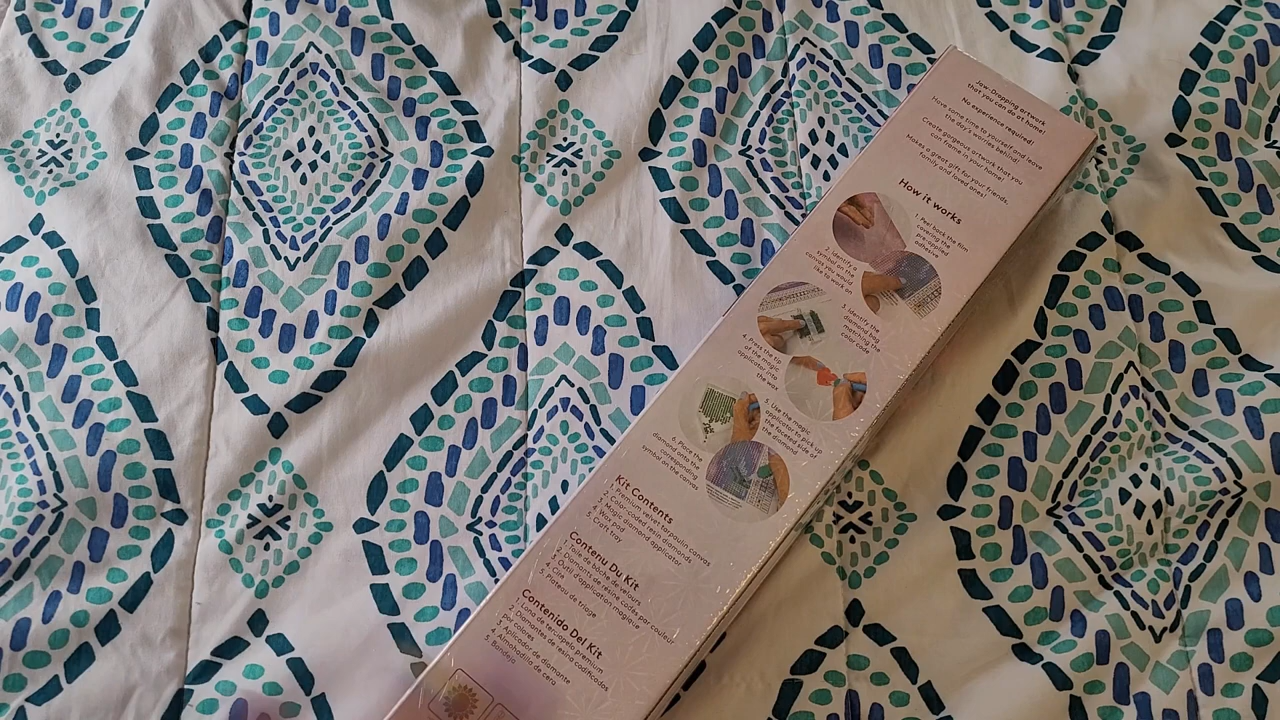 Jaw-Dropping artwork
that you can do at home!
No experience required!
Have some time to yourself and leave
the day's worries behind!
Create gorgeous artwork that you
can frame in your home!
Makes a great gift for your friends,
family and loved ones!
How it works
1. Peel back the film
covering the
pre-applied
adhesive
2. Identify a
symbol on the
canvas you would
like to work on
3. Identify the
diamond bag
matching the
color code
4. Press the tip
of the magic
applicator into
the wax
5. Use the magic
applicator to pick up
the faceted side of
the diamond
6. Place the
diamond onto the
corresponding
symbol on the canvas
Kit Contents
1. Premium velvet tarpaulin canvas
2. Color-coded resin diamonds
3. Magic diamond applicator
4. Wax pad
5. Craft tray
Contenu Du Kit
1. Toile de bâche de velours
2. Diamants de résine codés par couleur
3. Outil d'application magique
4. Cire
5. Plateau de triage
Contenido Del Kit
1. Lona de terciopelo premium
2. Diamantes de resina codificados
por colores
3. Aplicador de diamante
4. Almohadilla de cera
5. Bandeja